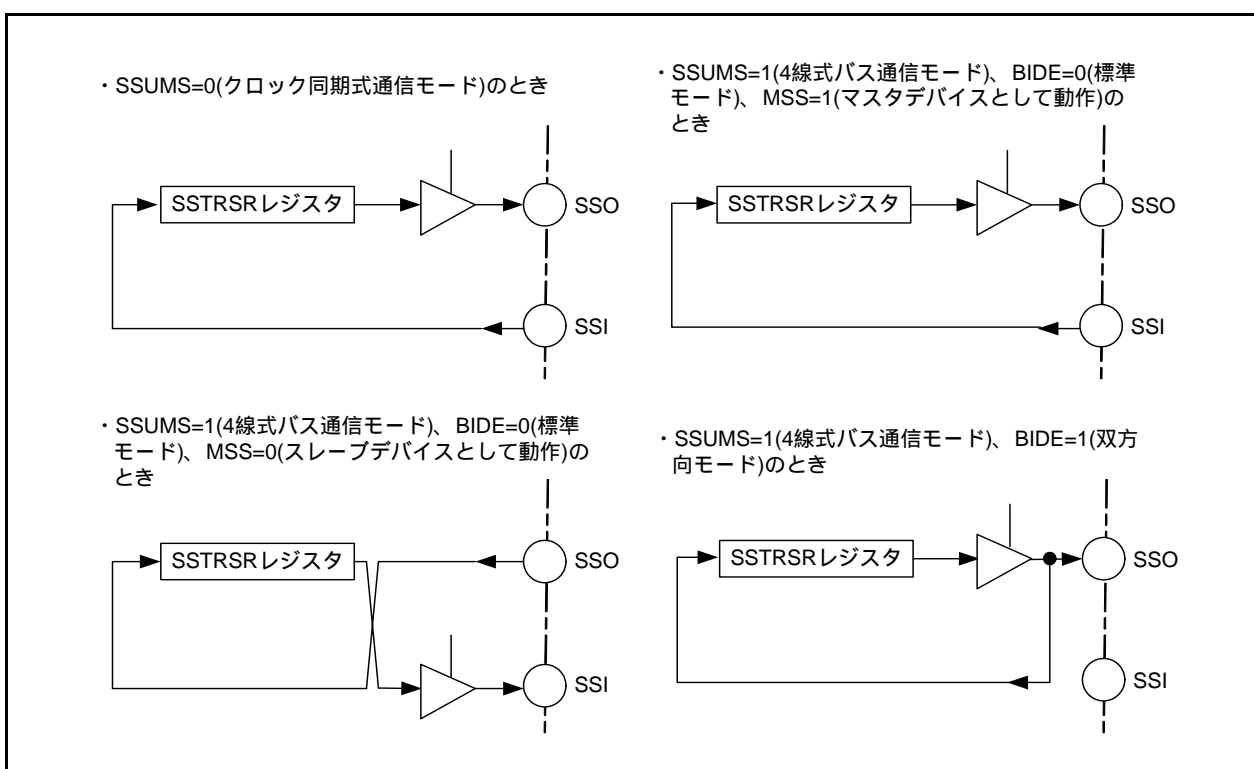 ・SSUMS=0(クロック同期式通信モード)のとき
SSTRSRレジスタ
SSO
SSI
・SSUMS=1(4線式バス通信モード)、BIDE=0(標準
モード)、MSS=1(マスタデバイスとして動作)の
とき
SSTRSRレジスタ
SSO
SSI
・SSUMS=1(4線式バス通信モード)、BIDE=0(標準
モード)、MSS=0(スレーブデバイスとして動作)の
とき
SSTRSRレジスタ
SSO
SSI
・SSUMS=1(4線式バス通信モード)、BIDE=1(双方
向モード)のとき
SSTRSRレジスタ
SSO
SSI